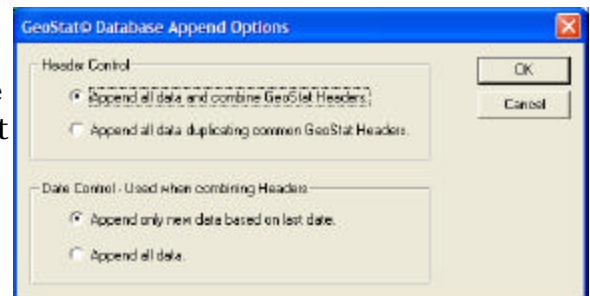 GeoStat© Database Append Options
Header Control
Append all data and combine GeoStat Headers.
Append all data duplicating common GeoStat Headers.
OK
Cancel
e
t
Date Control - Used when combining Headers
Append only new data based on last date.
Append all data.